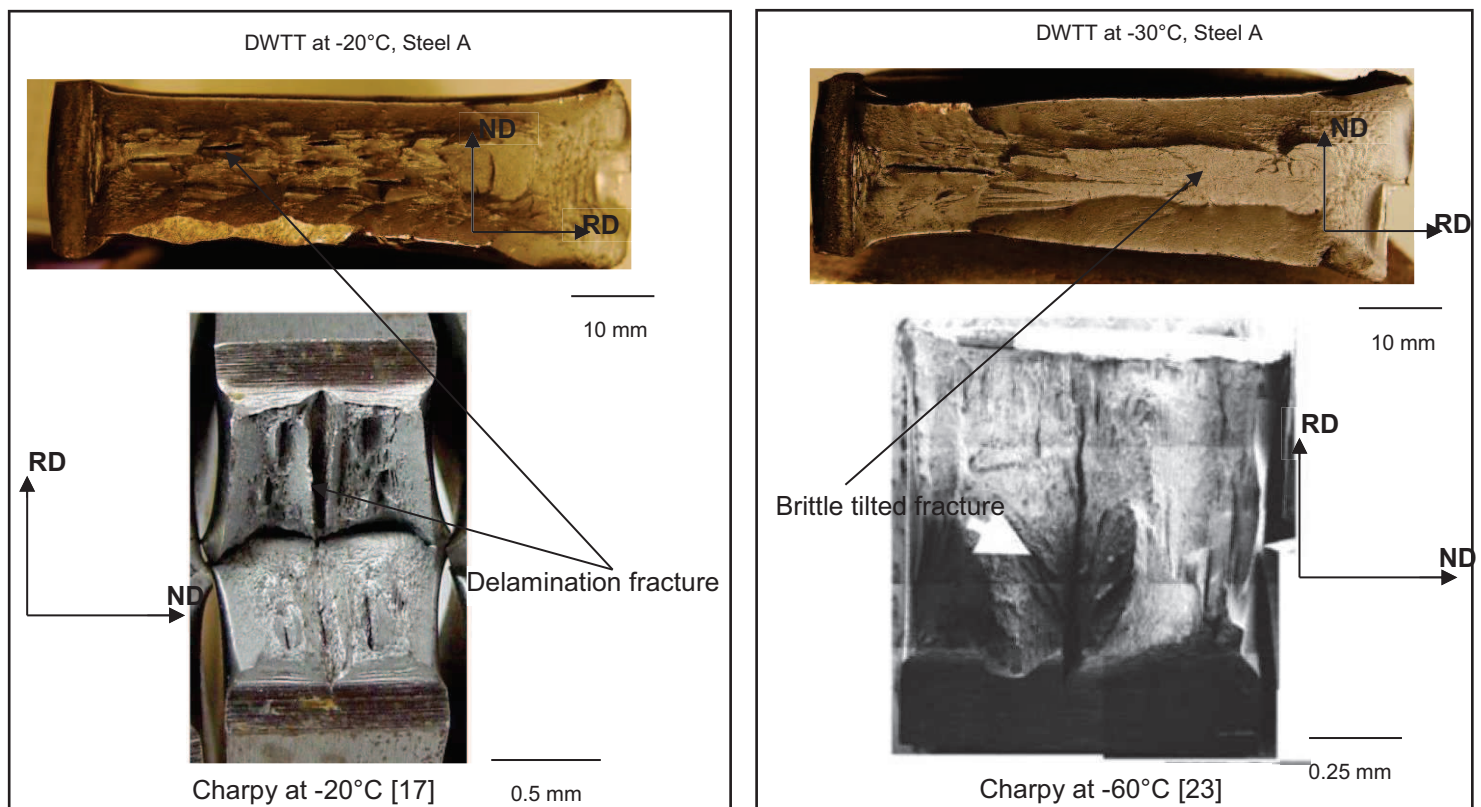 DWTT at -20°C, Steel A
ND
RD
10 mm
RD
ND
Delamination fracture
Charpy at -20°C [17]
0.5 mm
DWTT at -30°C, Steel A
ND
RD
10 mm
Brittle tilted fracture
RD
ND
Charpy at -60°C [23]
0.25 mm